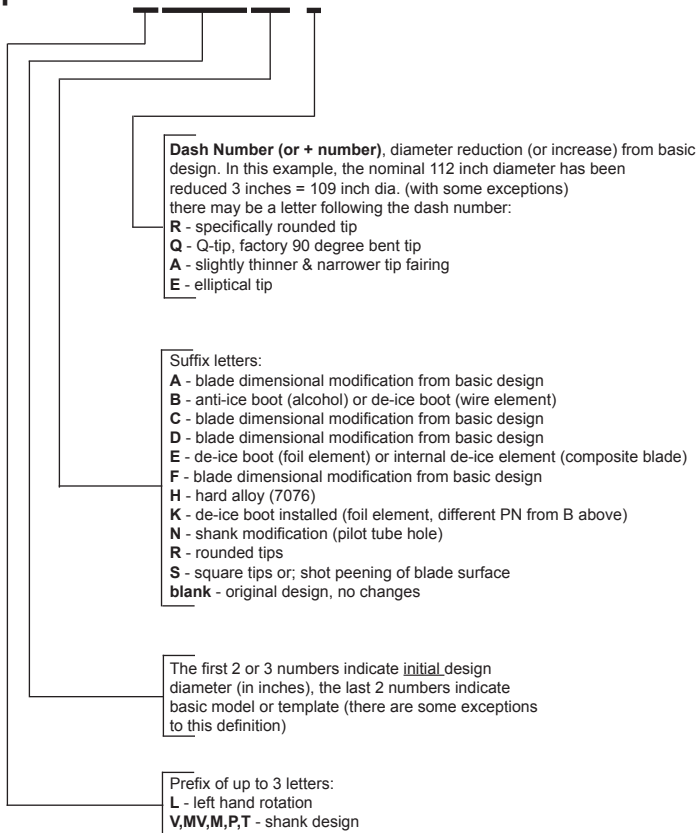 Dash Number (or + number), diameter reduction (or increase) from basic
design. In this example, the nominal 112 inch diameter has been
reduced 3 inches = 109 inch dia. (with some exceptions)
there may be a letter following the dash number:
R - specifically rounded tip
Q - Q-tip, factory 90 degree bent tip
A - slightly thinner & narrower tip fairing
E - elliptical tip
Suffix letters:
A - blade dimensional modification from basic design
B - anti-ice boot (alcohol) or de-ice boot (wire element)
C - blade dimensional modification from basic design
D - blade dimensional modification from basic design
E - de-ice boot (foil element) or internal de-ice element (composite blade)
F - blade dimensional modification from basic design
H - hard alloy (7076)
K - de-ice boot installed (foil element, different PN from B above)
N - shank modification (pilot tube hole)
R - rounded tips
S - square tips or; shot peening of blade surface
blank - original design, no changes
The first 2 or 3 numbers indicate initial design
diameter (in inches), the last 2 numbers indicate
basic model or template (there are some exceptions
to this definition)
Prefix of up to 3 letters:
L - left hand rotation
V,MV,M,P,T - shank design